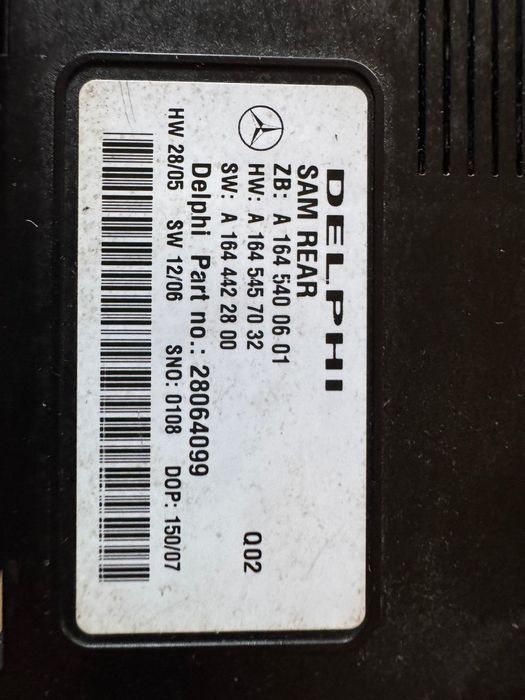 DELPHI
SAM REAR
ZB: A 164 540 06 01
HW: A 164 545 70 32
SW: A 164 442 28 00
Q02
Delphi Part no.: 28064099
HW 28/05 SW 12/06 SNO: 0108 DOP: 150/07